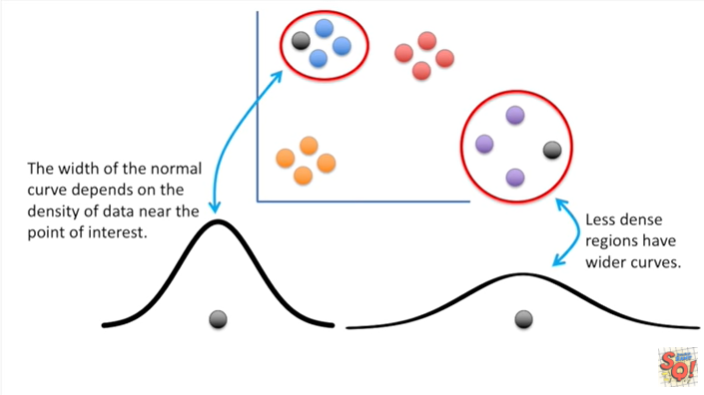 The width of the normal
curve depends on the
density of data near the
point of interest.
Less dense
regions have
wider curves.
SQ!